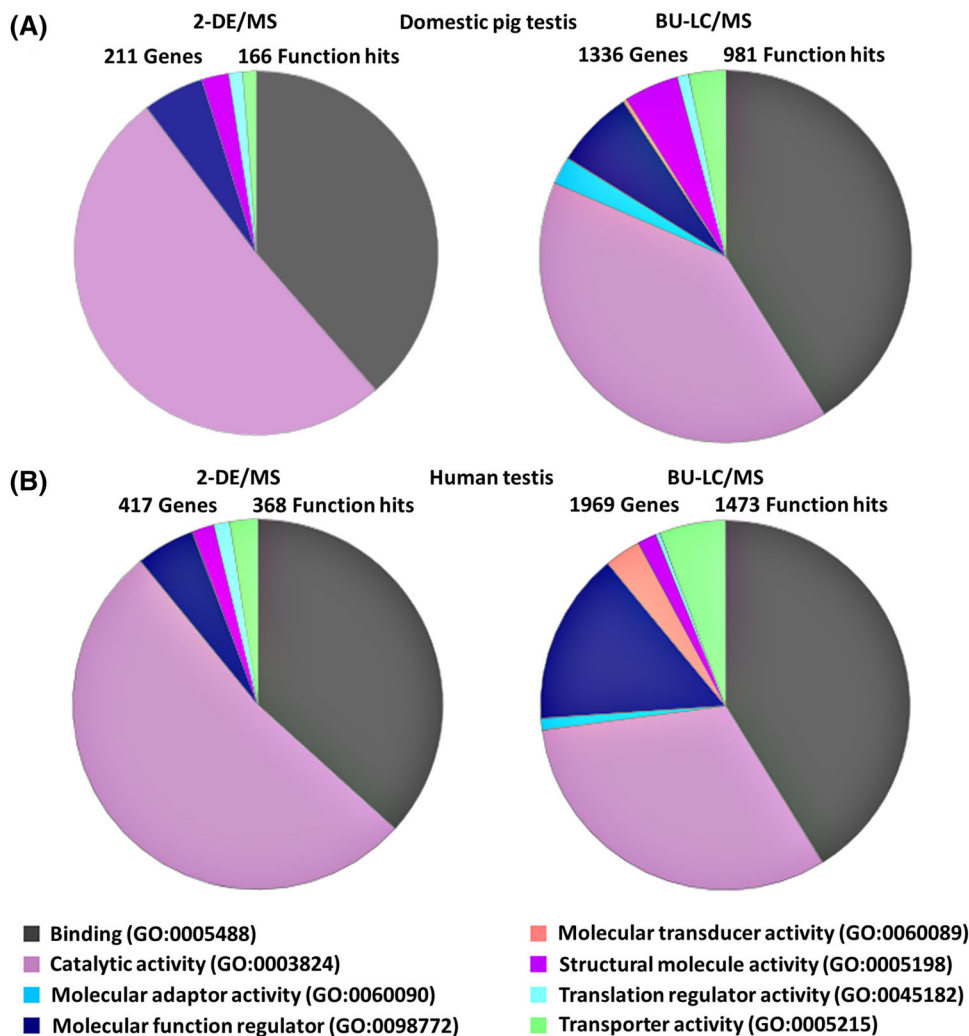 (A) 2-DE/MS Domestic pig testis BU-LC/MS
211 Genes 166 Function hits 1336 Genes 981 Function hits
(B) 2-DE/MS Human testis BU-LC/MS
417 Genes 368 Function hits 1969 Genes 1473 Function hits
Binding (GO:0005488)
Catalytic activity (GO:0003824)
Molecular adaptor activity (GO:0060090)
Molecular function regulator (GO:0098772)
Molecular transducer activity (GO:0060089)
Structural molecule activity (GO:0005198)
Translation regulator activity (GO:0045182)
Transporter activity (GO:0005215)